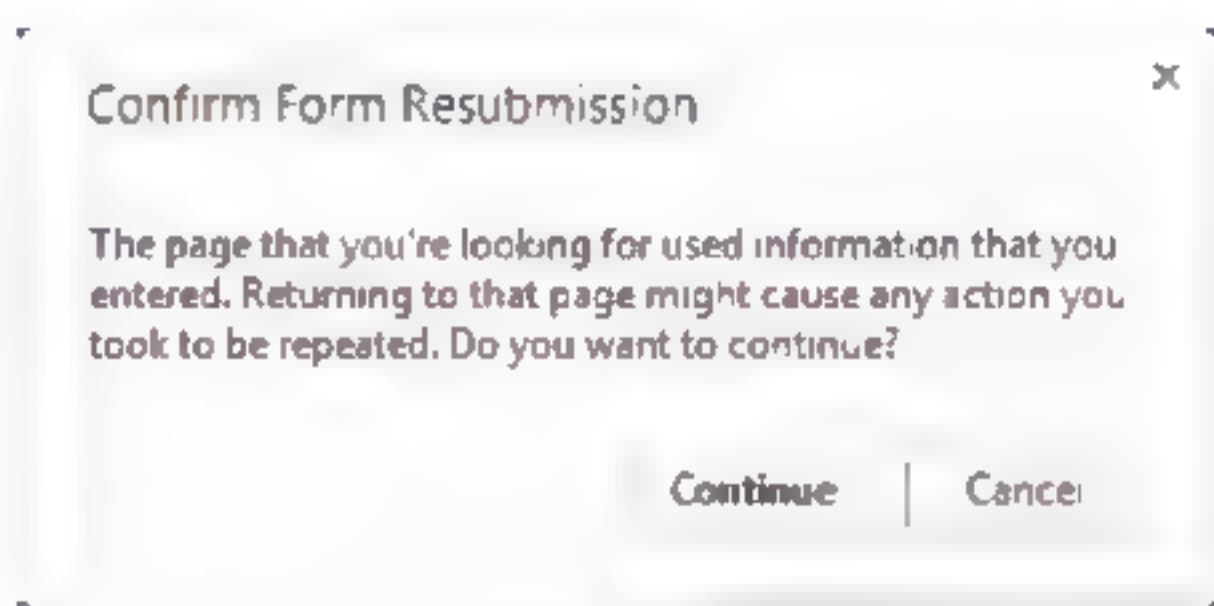 Confirm Form Resubmission
The page that you're looking for used information that you
entered. Returning to that page might cause any action you
took to be repeated. Do you want to continue?
Continue | Cancel